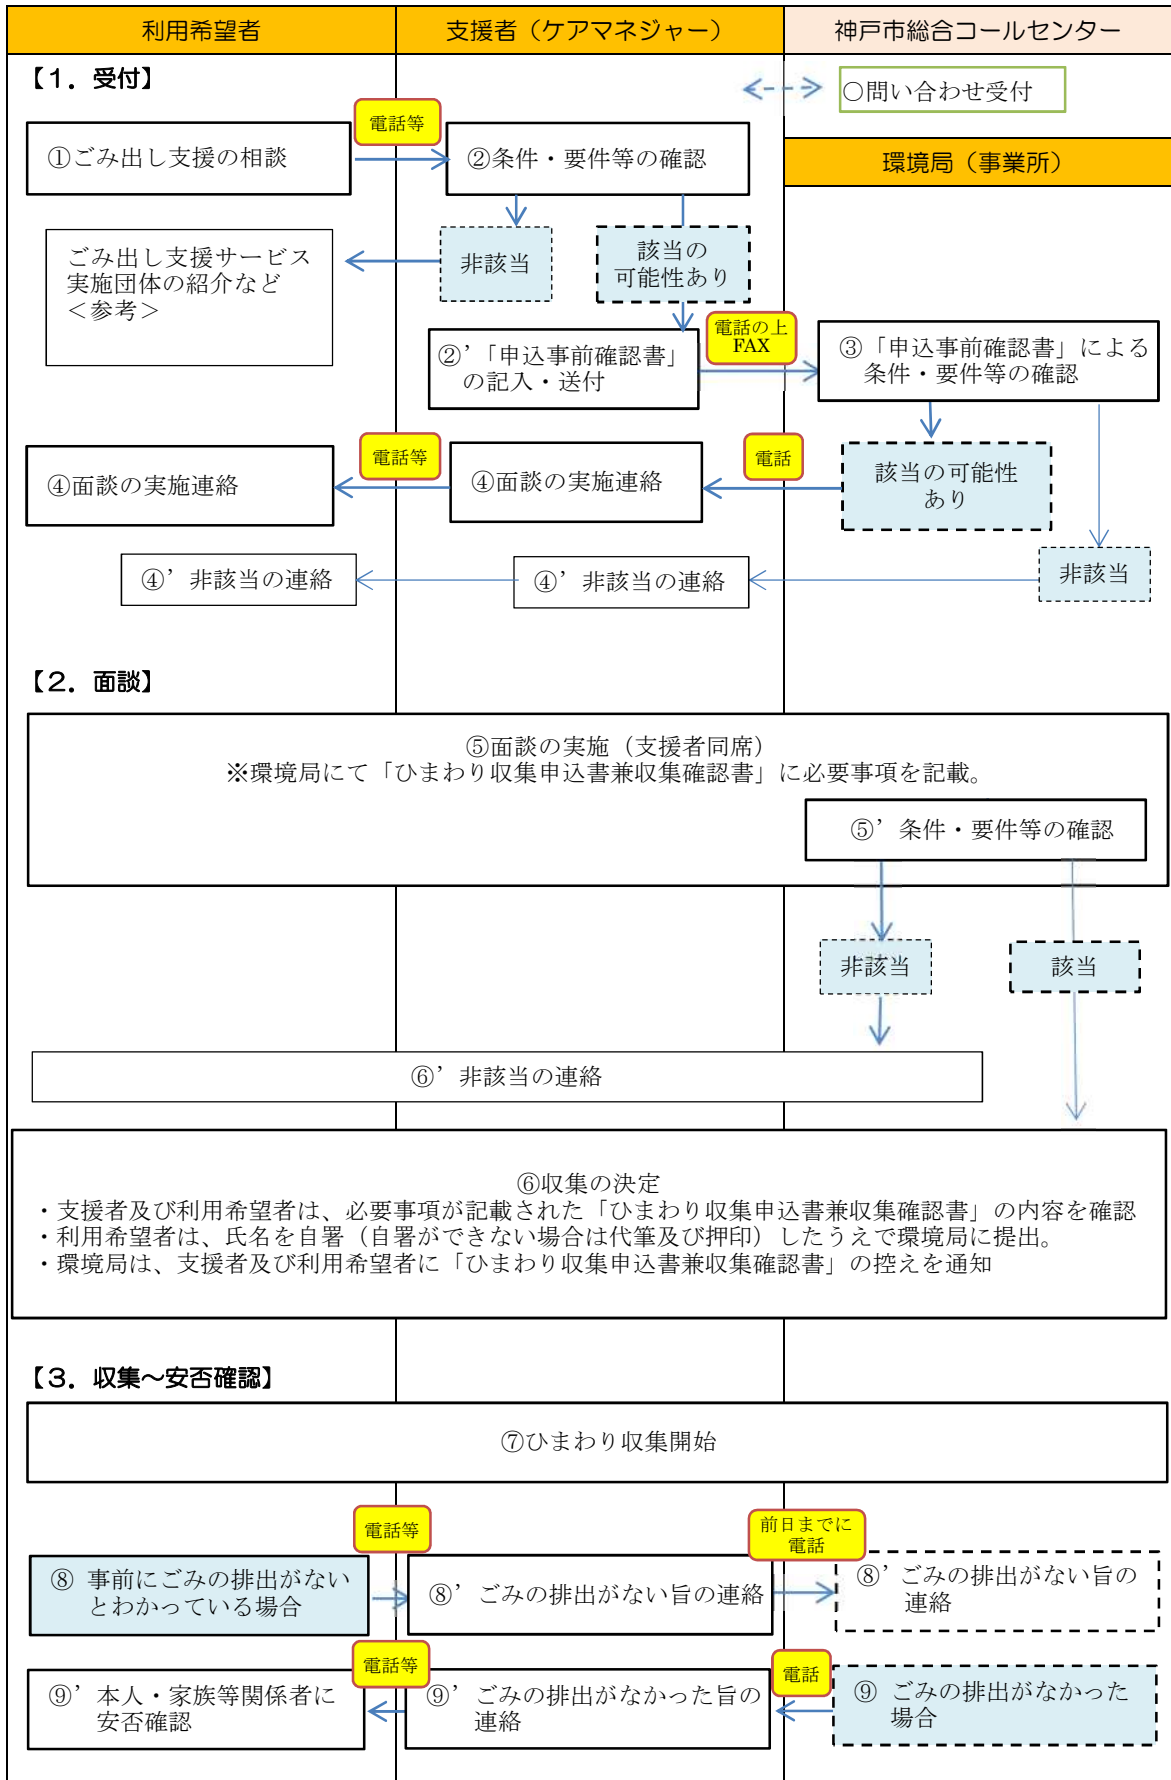 利用希望者
支援者（ケアマネジャー）
神戸市総合コールセンター
【１．受付】
○問い合わせ受付
電話等
①ごみ出し支援の相談
②条件・要件等の確認
環境局（事業所）
ごみ出し支援サービス
実施団体の紹介など
＜参考＞
非該当
該当の
可能性あり
電話の上
FAX
②’「申込事前確認書」
の記入・送付
③「申込事前確認書」による
条件・要件等の確認
電話等
電話
④面談の実施連絡
④面談の実施連絡
該当の可能性
あり
④’非該当の連絡
④’非該当の連絡
非該当
【２．面談】
⑤面談の実施（支援者同席）
※環境局にて「ひまわり収集申込書兼収集確認書」に必要事項を記載。
⑤’条件・要件等の確認
非該当
該当
⑥’非該当の連絡
⑥収集の決定
・支援者及び利用希望者は、必要事項が記載された「ひまわり収集申込書兼収集確認書」の内容を確認
・利用希望者は、氏名を自署（自署ができない場合は代筆及び押印）したうえで環境局に提出。
・環境局は、支援者及び利用希望者に「ひまわり収集申込書兼収集確認書」の控えを通知
【３．収集～安否確認】
⑦ひまわり収集開始
電話等
前日までに
電話
⑧ 事前にごみの排出がない
とわかっている場合
⑧’ごみの排出がない旨の連絡
⑧’ごみの排出がない旨の
連絡
電話等
電話
⑨’本人・家族等関係者に
安否確認
⑨’ごみの排出がなかった旨の
連絡
⑨ ごみの排出がなかった
場合